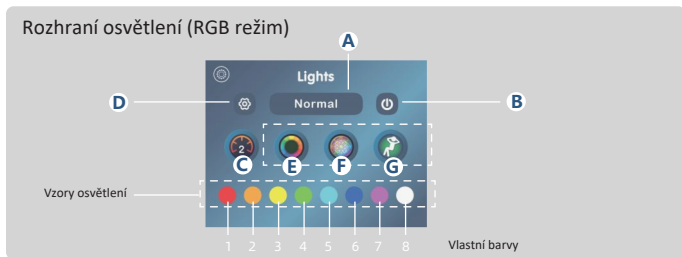 Rozhraní osvětlení (RGB režim)
A
Lights
D
Normal
B
2
C
E
F
G
Vzory osvětlení
1 2 3 4 5 6 7 8
Vlastní barvy